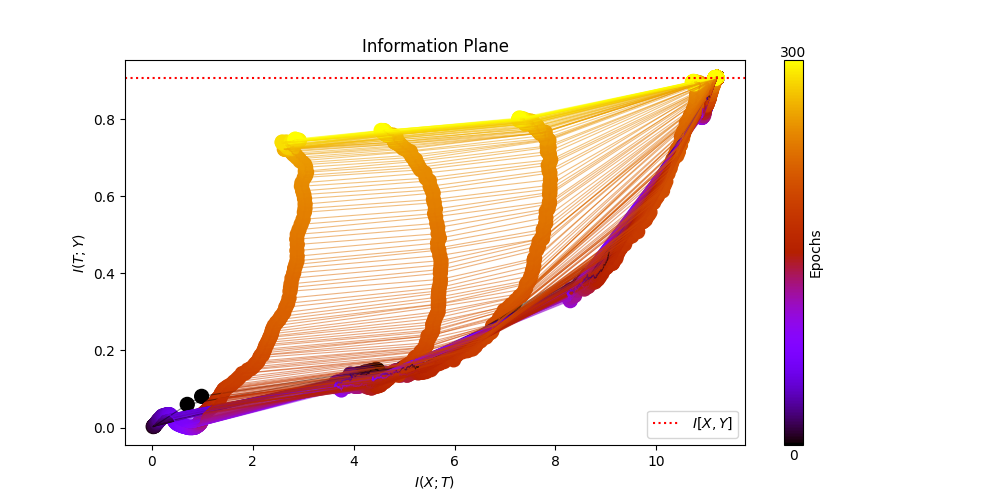 Information Plane
300
0.8
0.6
0.4
0.2
0.0
I(T; Y)
Epochs
I[X, Y]
0
0 2 4 6 8 10
I(X; T)